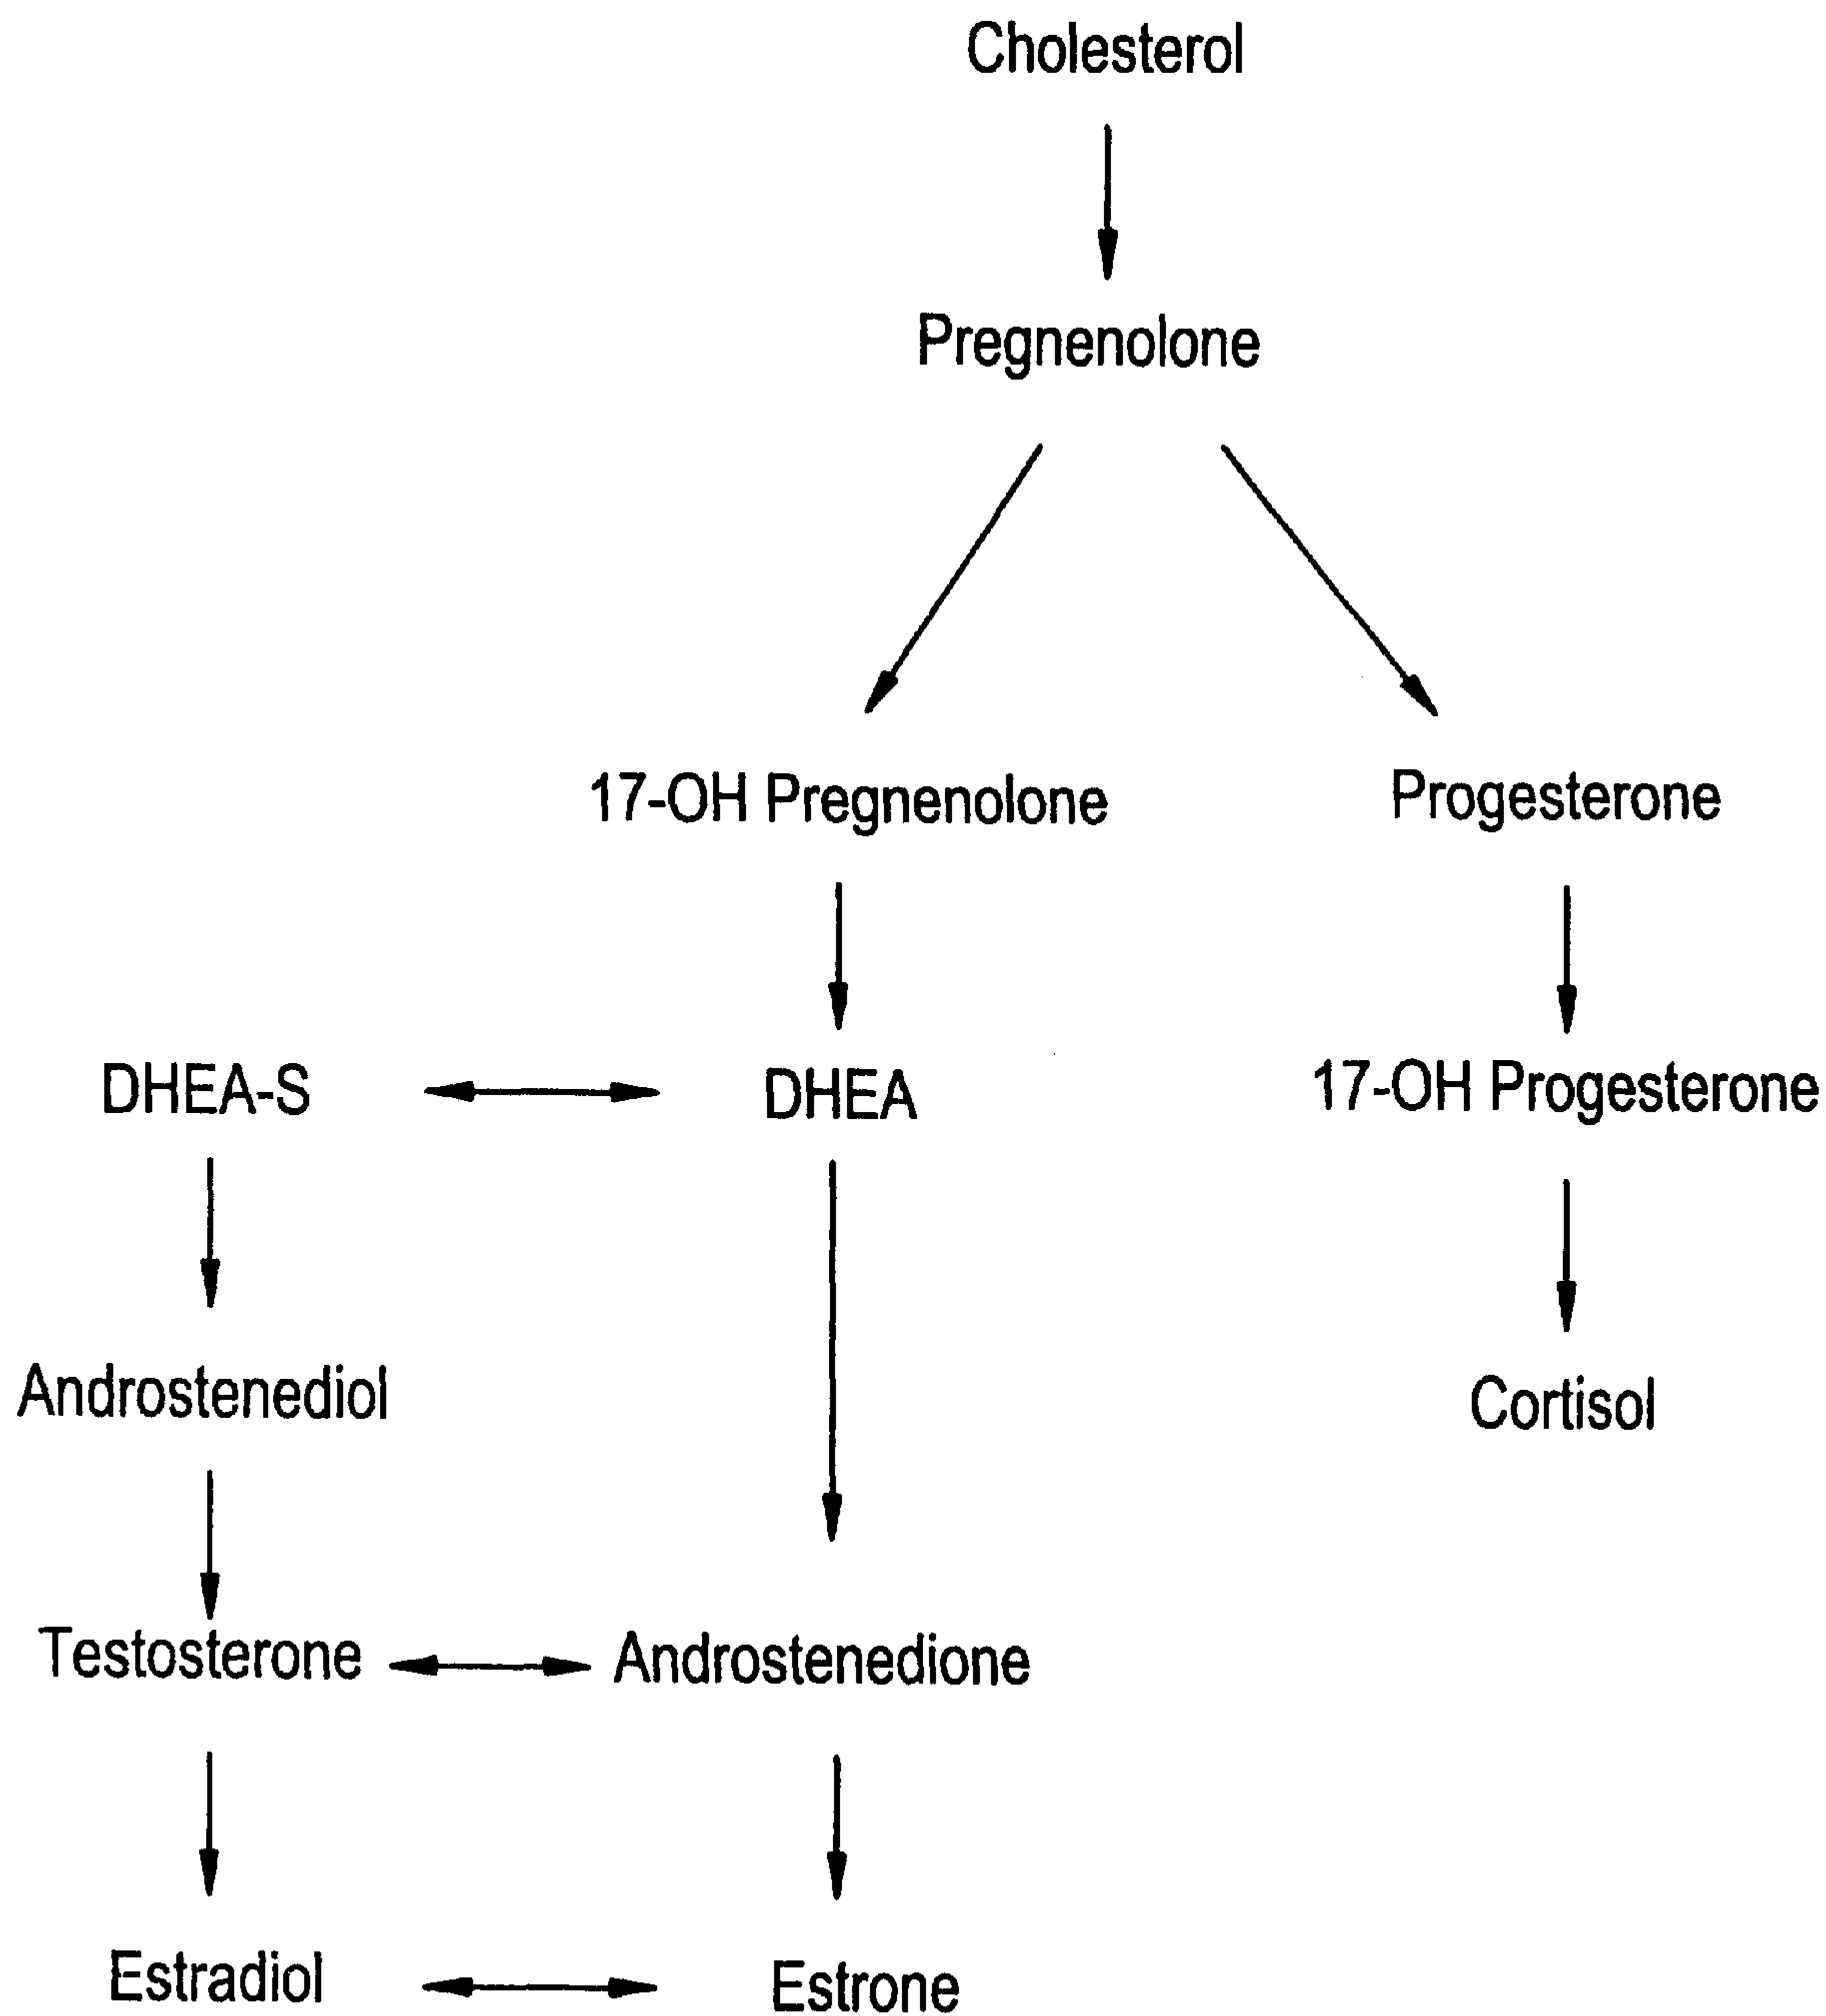 Cholesterol
Pregnenolone
17-OH Pregnenolone
Progesterone
DHEA-S
DHEA
17-OH Progesterone
Androstenediol
Cortisol
Testosterone
Androstenedione
Estradiol
Estrone